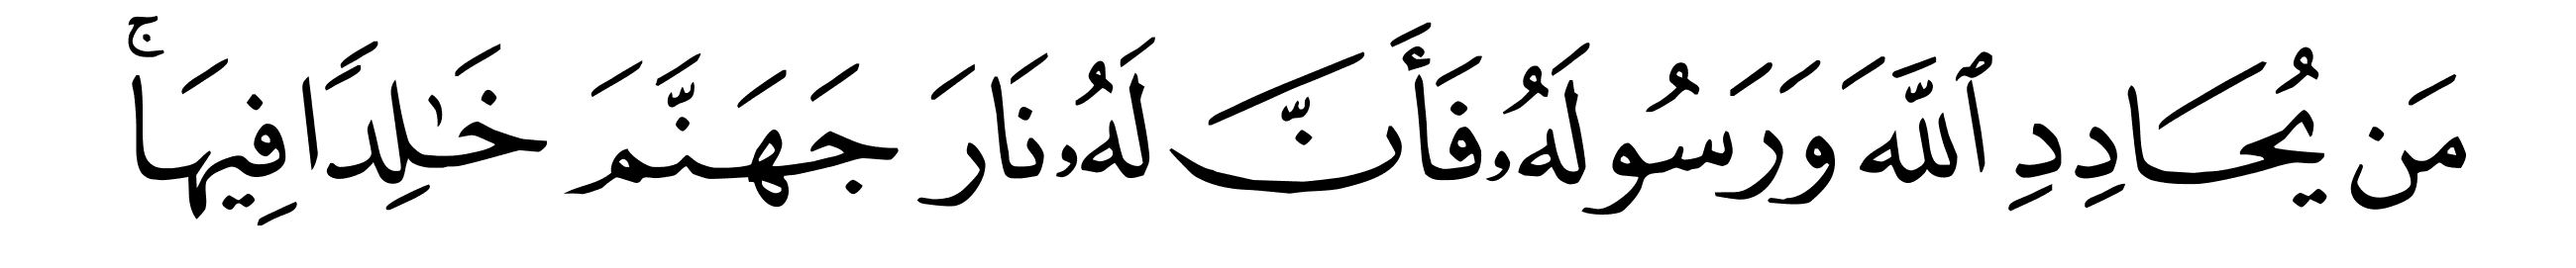 مَن يُحَادِدِ ٱللَّهَ وَرَسُولَهُۥ فَأَنَّ لَهُۥ نَارَ جَهَنَّمَ خَٰلِدًا فِيهَاۚ